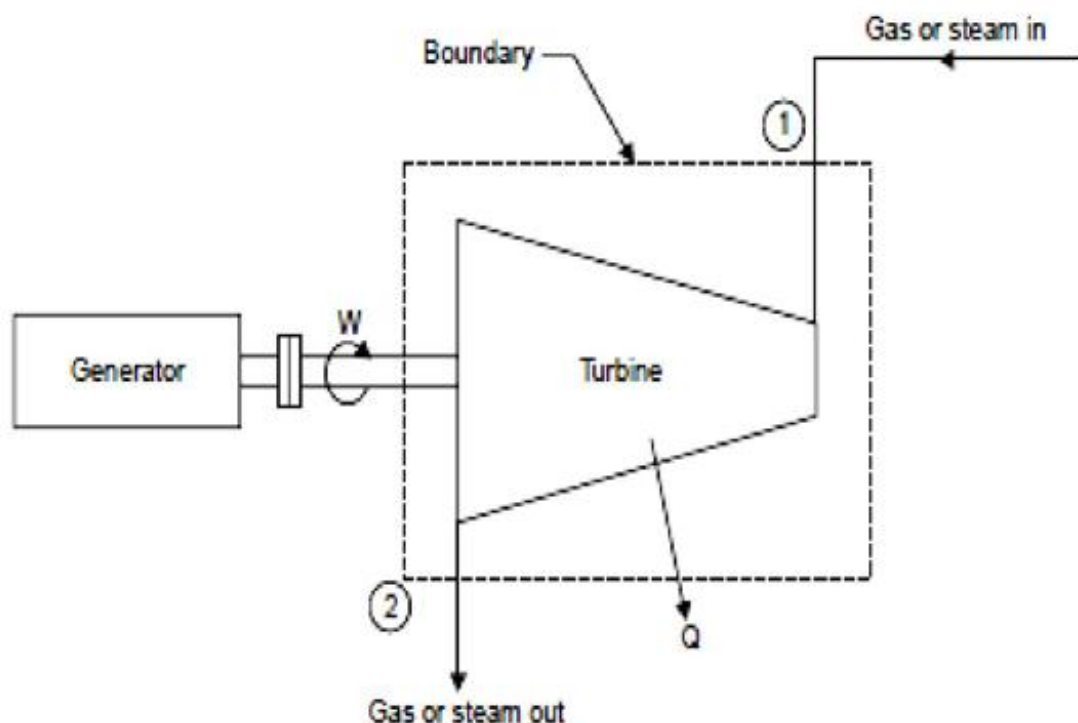 Gas or steam in
Boundary
1
W
Generator
Turbine
2
Q
Gas or steam out